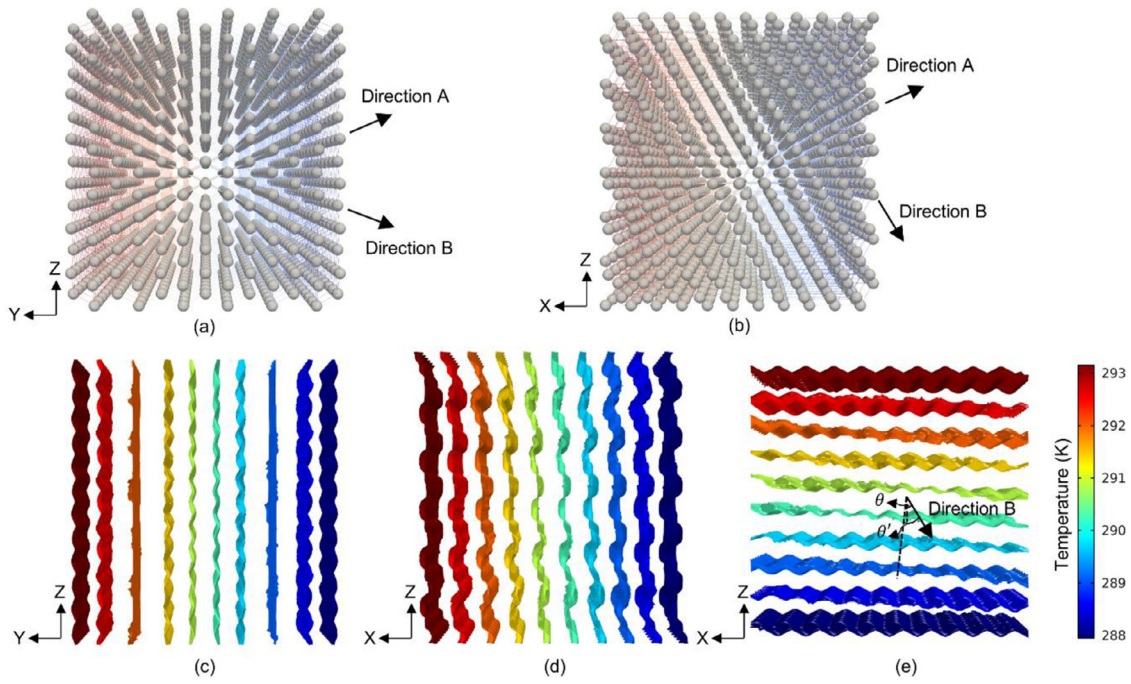 Direction A
Direction B
Z
Y
(a)
Direction A
Direction B
Z
X
(b)
Z
Y
(c)
Z
X
(d)
θ
θ'
Direction B
Z
X
(e)
293
292
291
290
289
288
Temperature (K)